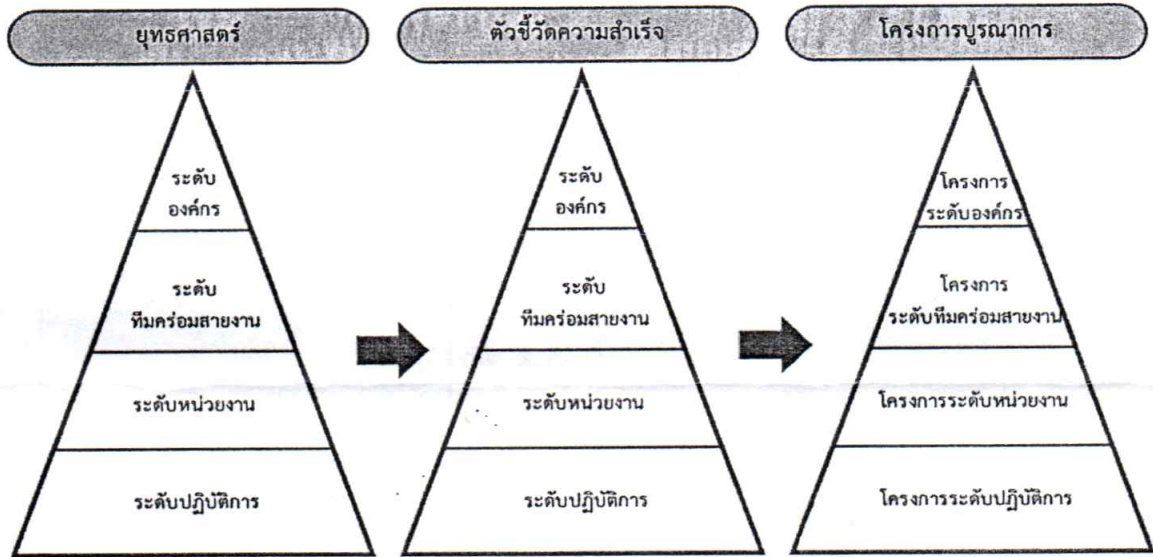 ยุทธศาสตร์
ตัวชี้วัดความสำเร็จ
โครงการบูรณาการ
ระดับ
องค์กร
ระดับ
ทีมคร่อมสายงาน
ระดับหน่วยงาน
ระดับปฏิบัติการ
ระดับ
องค์กร
ระดับ
ทีมคร่อมสายงาน
ระดับหน่วยงาน
ระดับปฏิบัติการ
โครงการ
ระดับองค์กร
โครงการ
ระดับทีมคร่อมสายงาน
โครงการระดับหน่วยงาน
โครงการระดับปฏิบัติการ